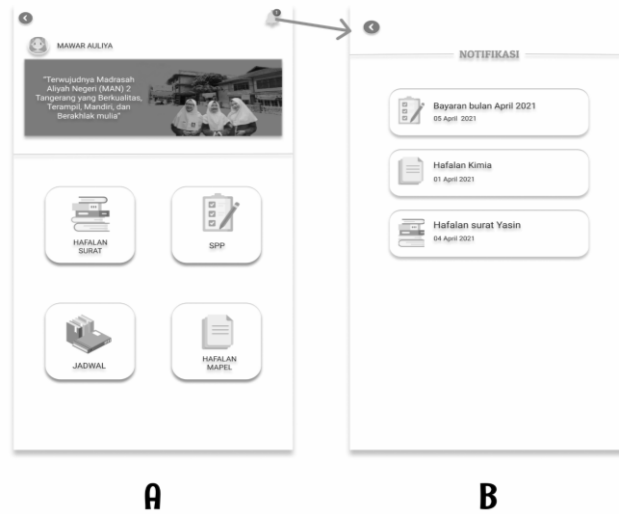 MAWAR AULIYA
"Terwujudnya Madrasah
Aliyah Negeri (MAN) 2
Tangerang yang Berkualitas,
Terampil, Mandiri, dan
Berakhlak mulia"
HAFALAN
SURAT
SPP
JADWAL
HAFALAN
MAPEL
A
NOTIFIKASI
Bayaran bulan April 2021
05 April 2021
Hafalan Kimia
01 April 2021
Hafalan surat Yasin
04 April 2021
B